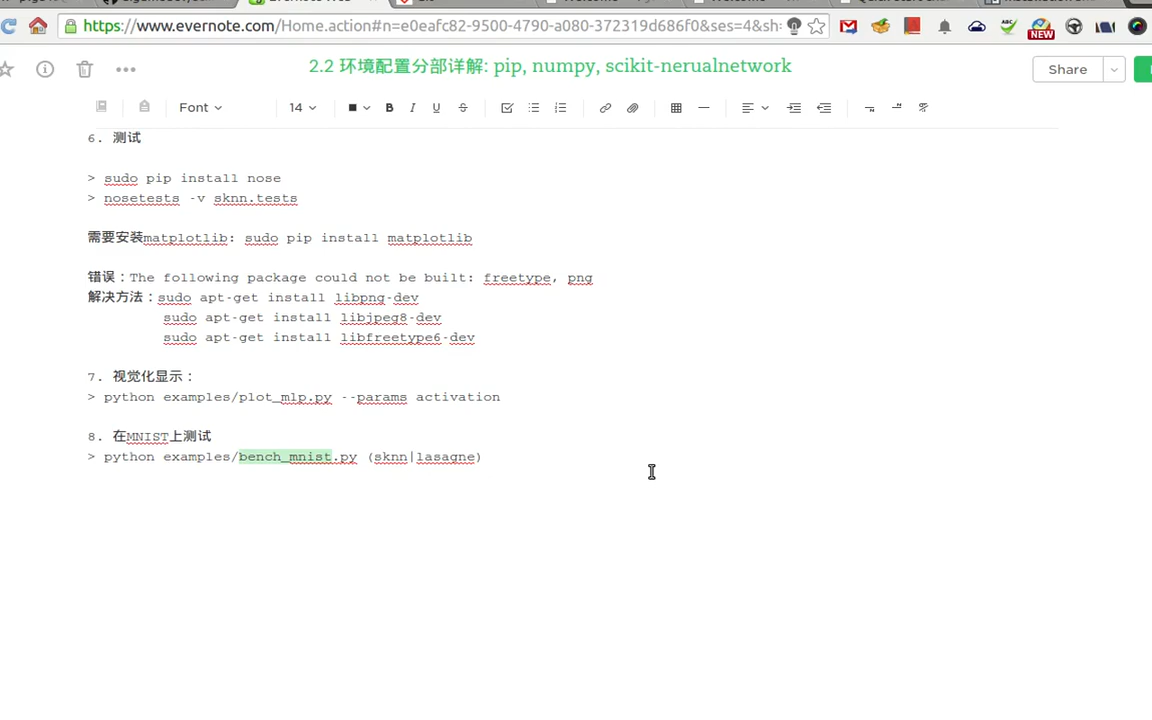 https://www.evernote.com/Home.action#n=e0eafc82-9500-4790-a080-372319d686f0&ses=4&sh:
NEW
2.2 环境配置分部详解: pip, numpy, scikit-nerualnetwork
Share
Font 14 B I U
6. 测试
> sudo pip install nose
> nosetests -v sknn.tests
需要安装matplotlib: sudo pip install matplotlib
错误：The following package could not be built: freetype, png
解决方法：sudo apt-get install libpng-dev
sudo apt-get install libjpeg8-dev
sudo apt-get install libfreetype6-dev
7. 视觉化显示：
> python examples/plot_mlp.py --params activation
8. 在MNIST上测试
> python examples/bench_mnist.py (sknn|lasagne)